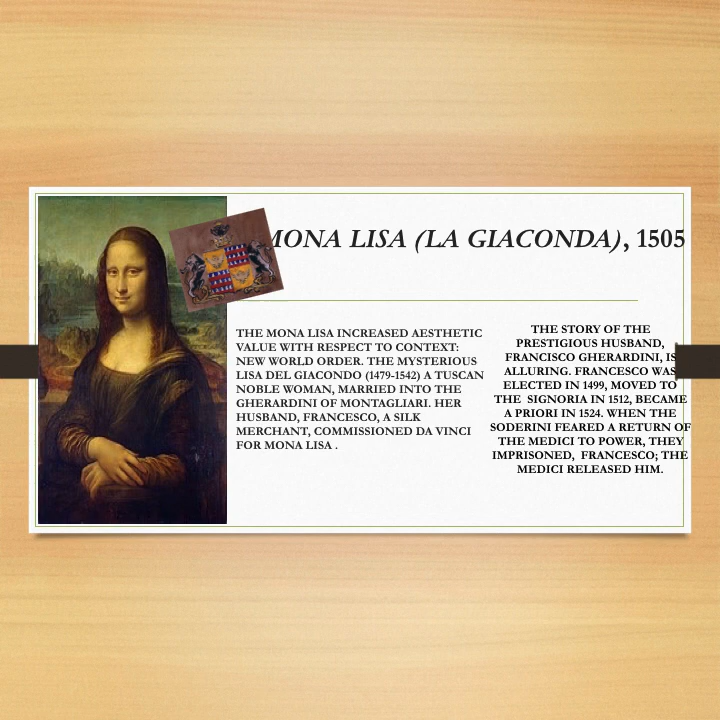 MONA LISA (LA GIACONDA), 1505
THE MONA LISA INCREASED AESTHETIC
VALUE WITH RESPECT TO CONTEXT:
NEW WORLD ORDER. THE MYSTERIOUS
LISA DEL GIACONDO (1479-1542) A TUSCAN
NOBLE WOMAN, MARRIED INTO THE
GHERARDINI OF MONTAGLIARI. HER
HUSBAND, FRANCESCO, A SILK
MERCHANT, COMMISSIONED DA VINCI
FOR MONA LISA .
THE STORY OF THE
PRESTIGIOUS HUSBAND,
FRANCISCO GHERARDINI, IS
ALLURING. FRANCESCO WAS
ELECTED IN 1499, MOVED TO
THE SIGNORIA IN 1512, BECAME
A PRIORI IN 1524. WHEN THE
SODERINI FEARED A RETURN OF
THE MEDICI TO POWER, THEY
IMPRISONED, FRANCESCO; THE
MEDICI RELEASED HIM.